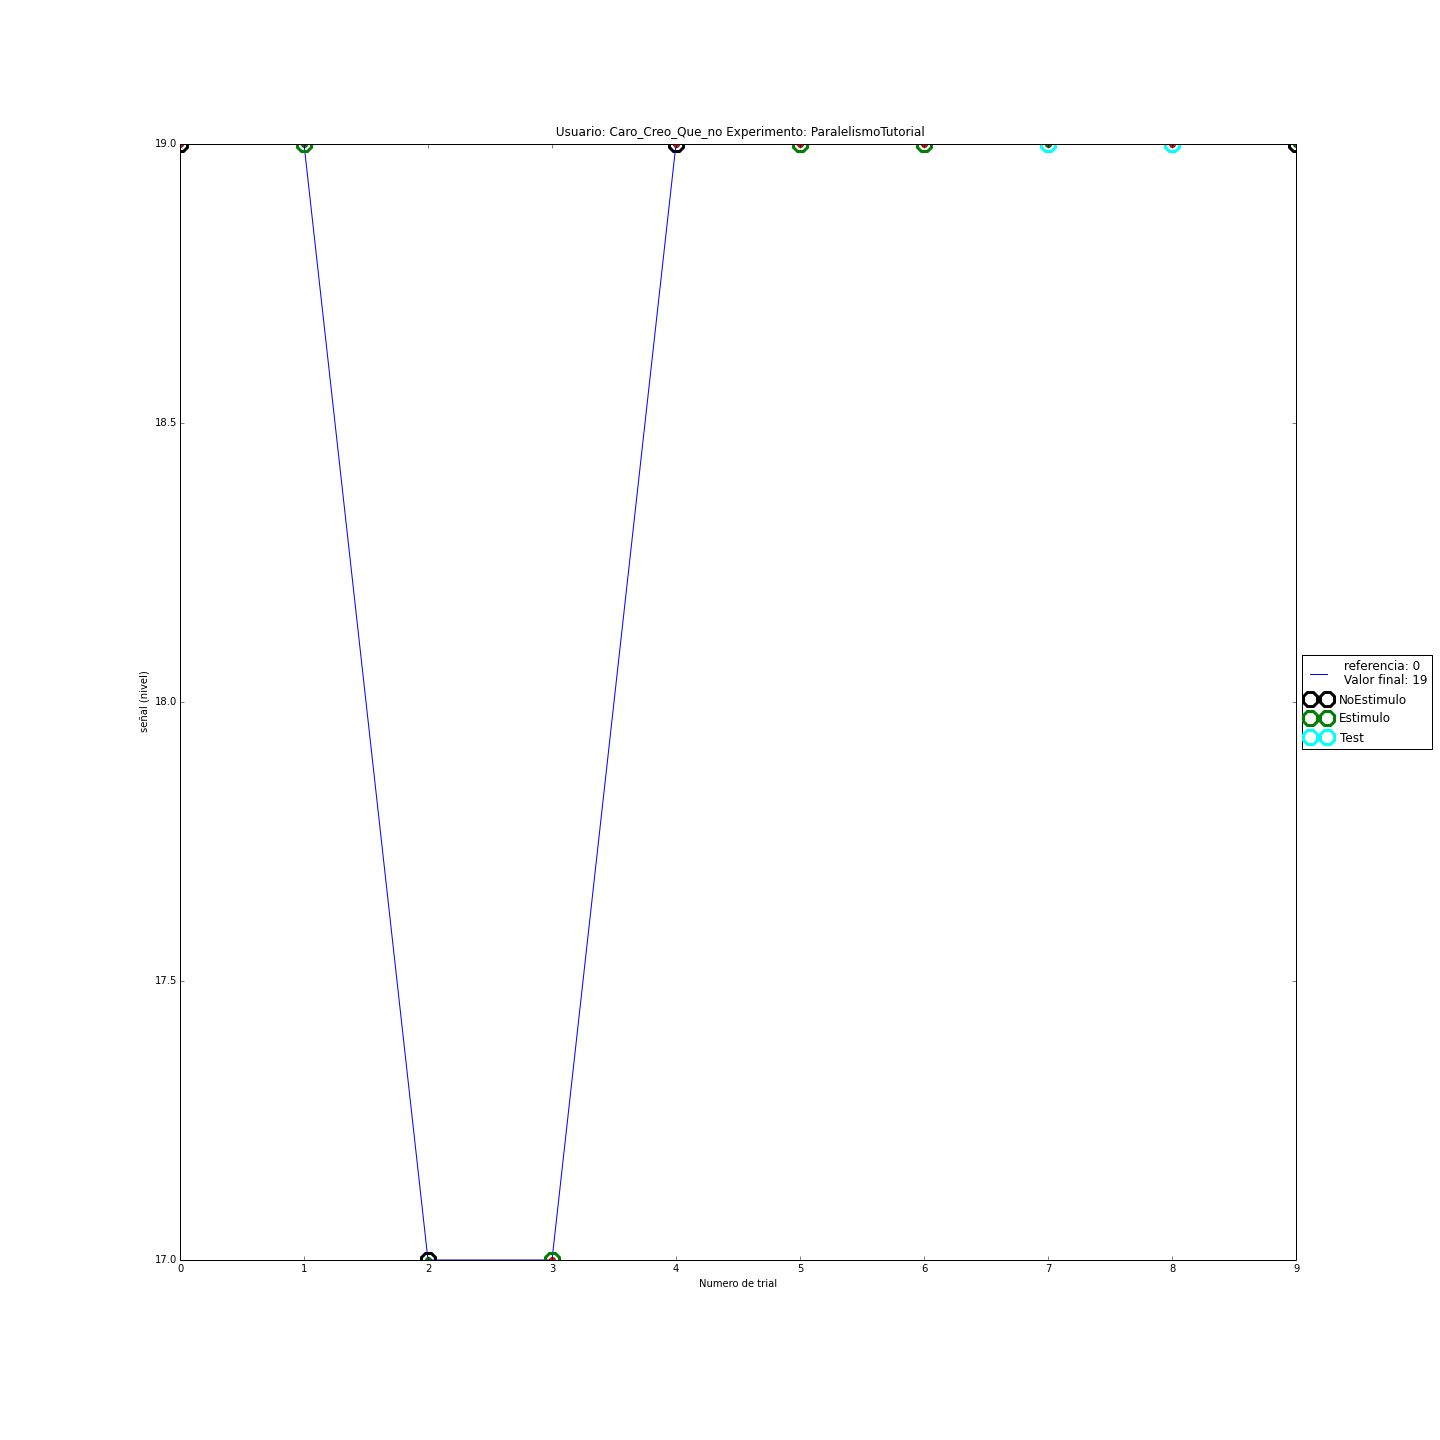 Usuario: Caro_Creo_Que_no Experimento: ParalelismoTutorial
19.0
18.5
18.0
17.5
17.0
señal (nivel)
0 1 2 3 4 5 6 7 8 9
Numero de trial
referencia: 0
Valor final: 19
NoEstimulo
Estimulo
Test